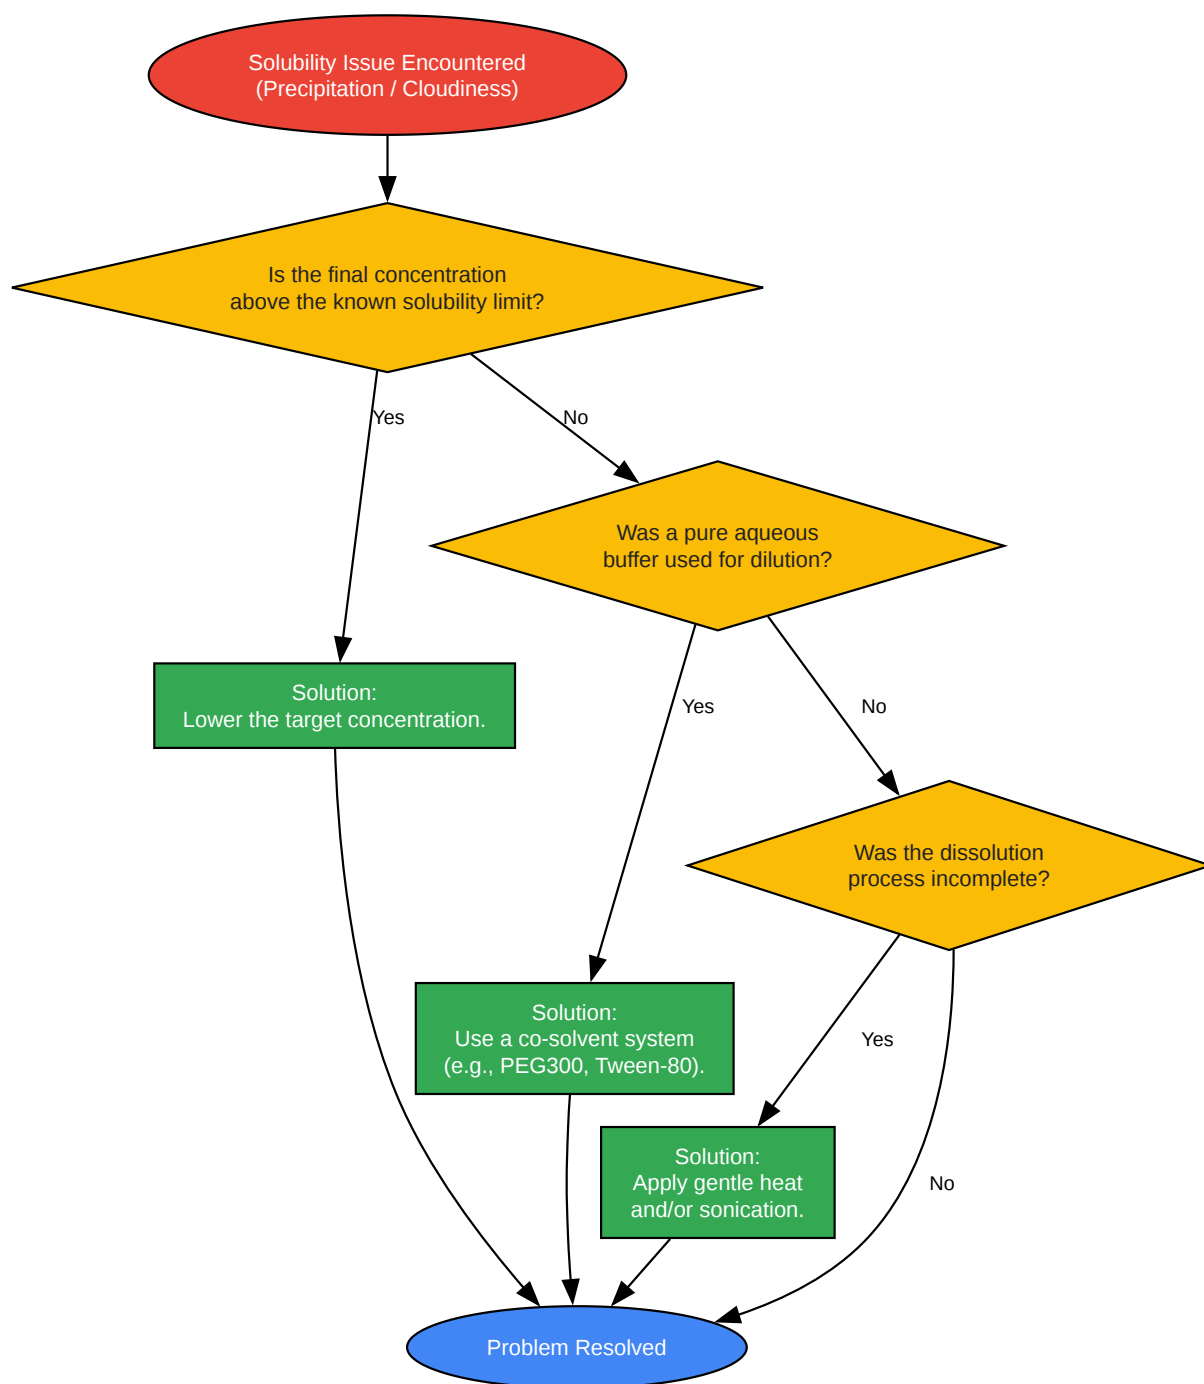 Solubility Issue Encountered
(Precipitation / Cloudiness)
Is the final concentration
above the known solubility limit?
Yes
No
Was a pure aqueous
buffer used for dilution?
Solution:
Lower the target concentration.
Yes
No
Was the dissolution
process incomplete?
Solution:
Use a co-solvent system
(e.g., PEG300, Tween-80).
Yes
Solution:
Apply gentle heat
and/or sonication.
No
Problem Resolved